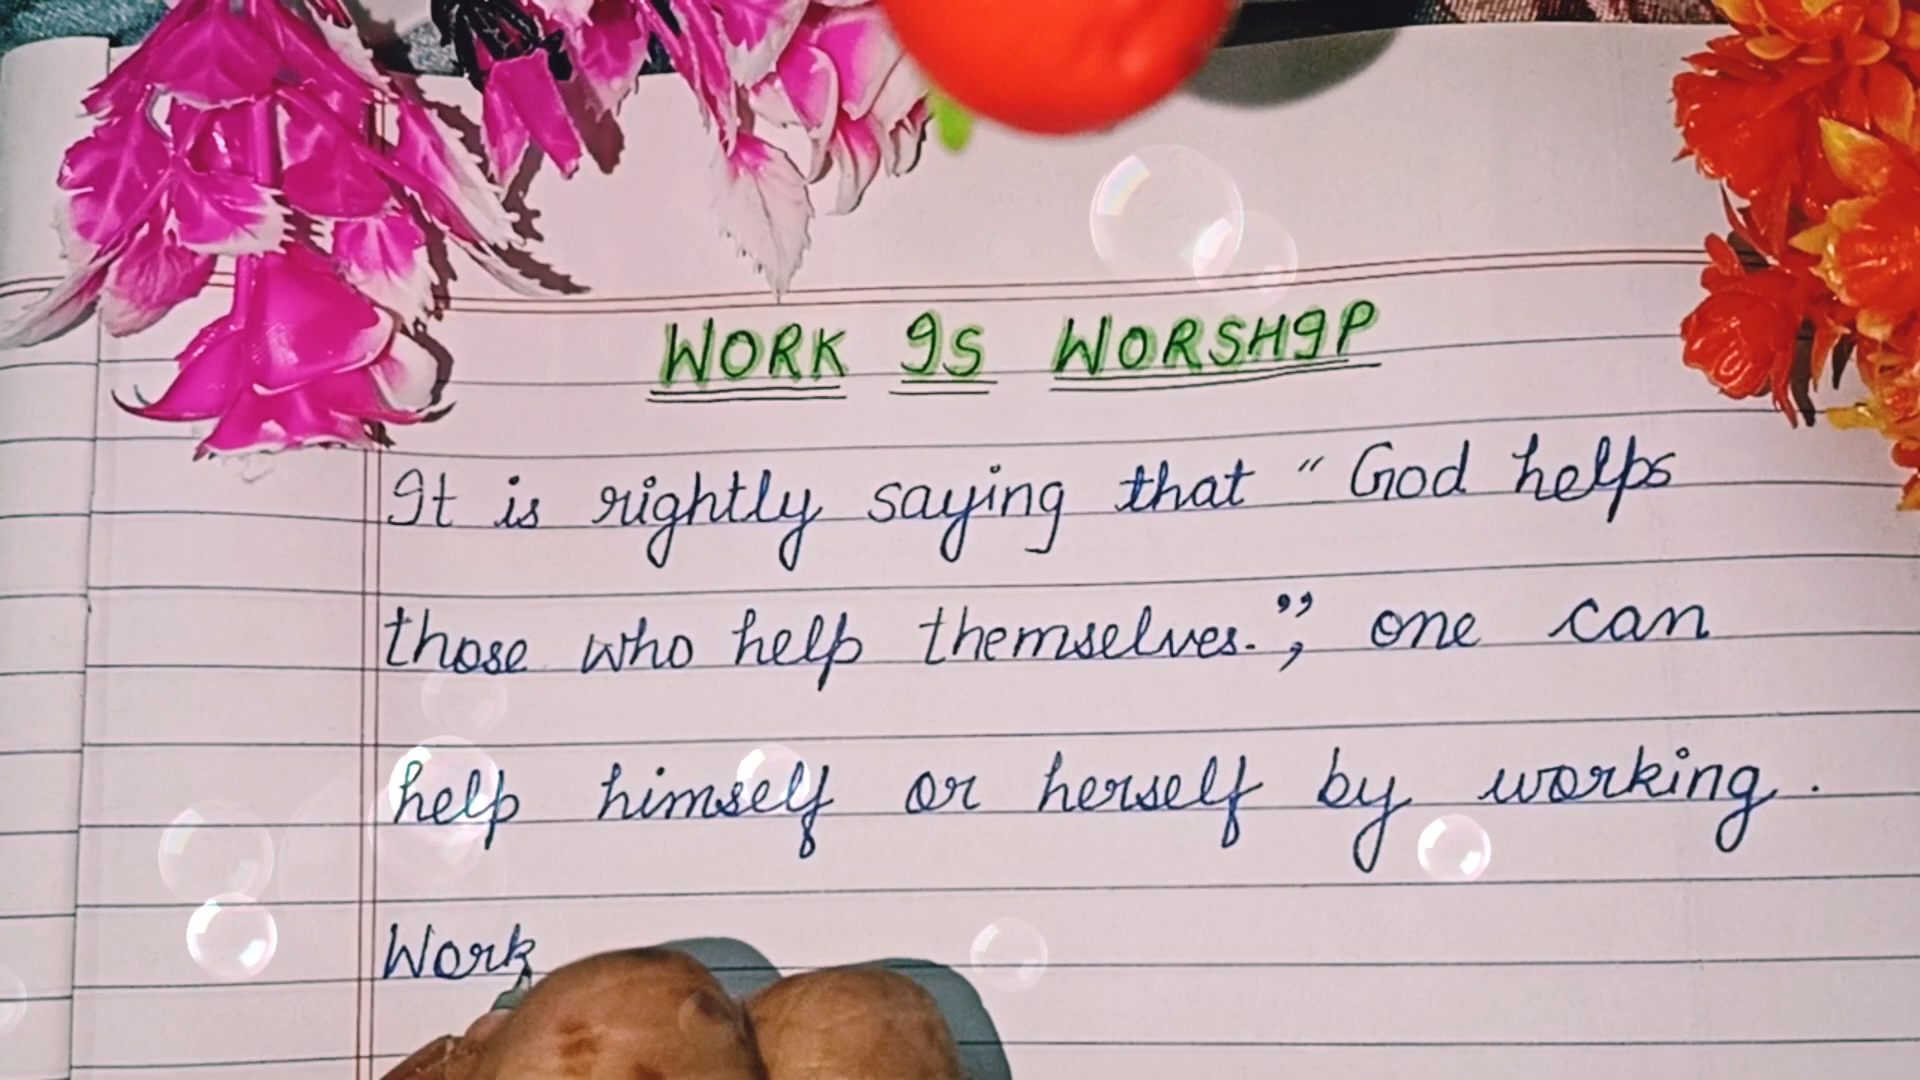 WORK IS WORSHIP
It is rightly saying that "God helps
those who help themselves.", one can
help himself or herself by working.
Work